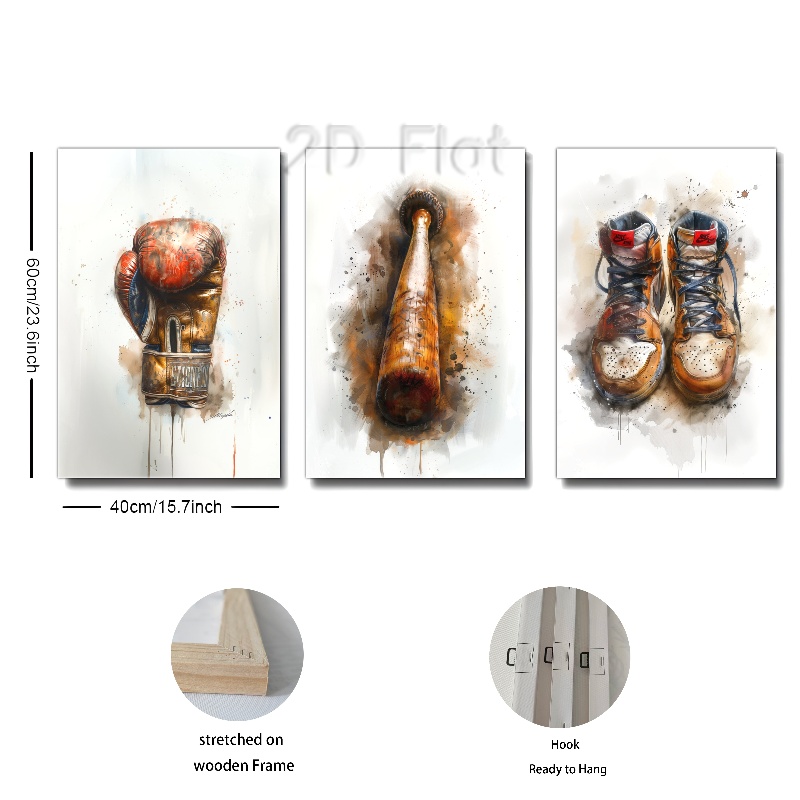 2D Flat
60cm/23.6inch
40cm/15.7inch
stretched on
wooden Frame
Hook
Ready to Hang